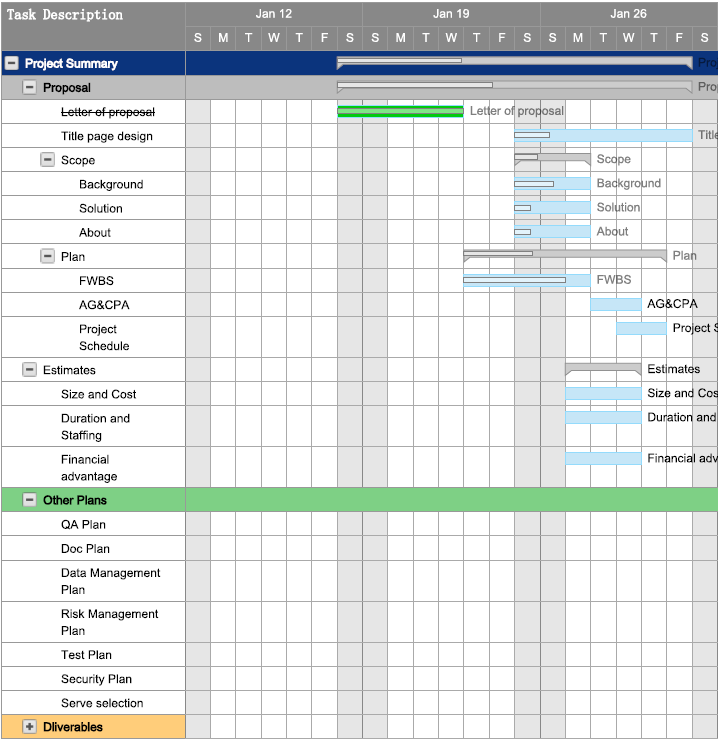 Task Description
Jan 12 Jan 19 Jan 26
S M T W T F S S M T W T F S S M T W T F S
Project Summary Pro
Proposal Pro
Letter of proposal Letter of proposal
Title page design Title
Scope Scope
Background Background
Solution Solution
About About
Plan Plan
FWBS FWBS
AG&CPA AG&CPA
Project
Schedule
Project S
Estimates Estimates
Size and Cost Size and Cos
Duration and
Staffing
Duration and
Financial
advantage
Financial adv
Other Plans
QA Plan
Doc Plan
Data Management
Plan
Risk Management
Plan
Test Plan
Security Plan
Serve selection
Dliverables